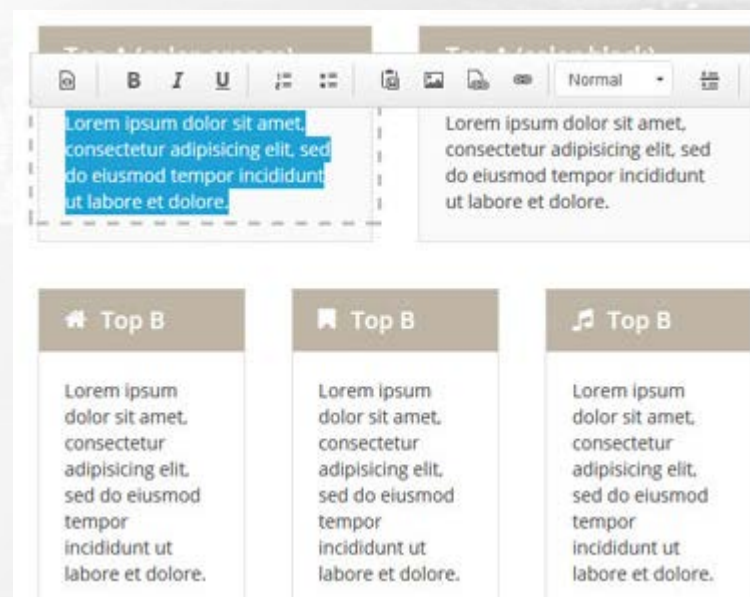 B I U Normal
Lorem ipsum dolor sit amet,
consectetur adipisicing elit, sed
do eiusmod tempor incididunt
ut labore et dolore.
Lorem ipsum dolor sit amet,
consectetur adipisicing elit, sed
do eiusmod tempor incididunt
ut labore et dolore.
Top B
Lorem ipsum
dolor sit amet,
consectetur
adipisicing elit,
sed do eiusmod
tempor
incididunt ut
labore et dolore.
Top B
Lorem ipsum
dolor sit amet,
consectetur
adipisicing elit,
sed do eiusmod
tempor
incididunt ut
labore et dolore.
Top B
Lorem ipsum
dolor sit amet,
consectetur
adipisicing elit,
sed do eiusmod
tempor
incididunt ut
labore et dolore.